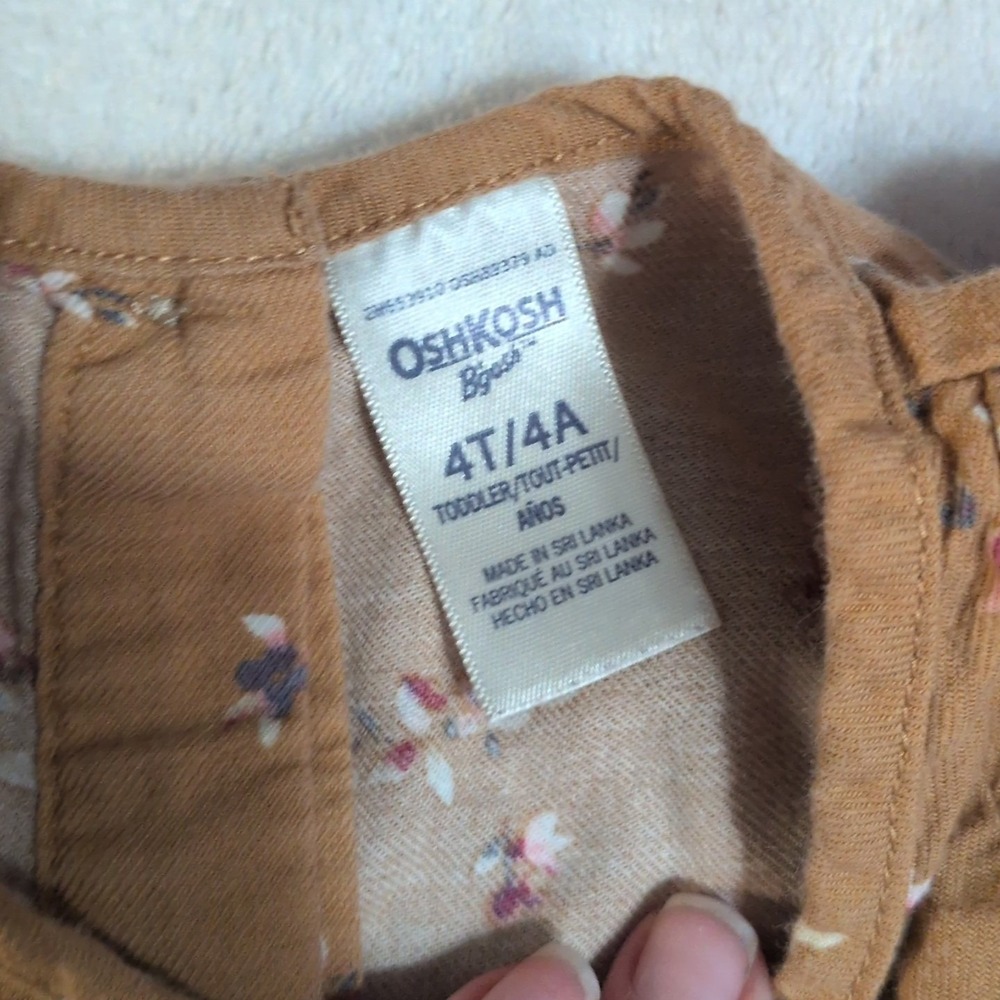 OSHKOSH
B'gosh™
4T/4A
TODDLER/TOUT-PETIT/
AÑOS
MADE IN SRI LANKA
FABRIQUÉ AU SRI LANKA
HECHO EN SRI LANKA